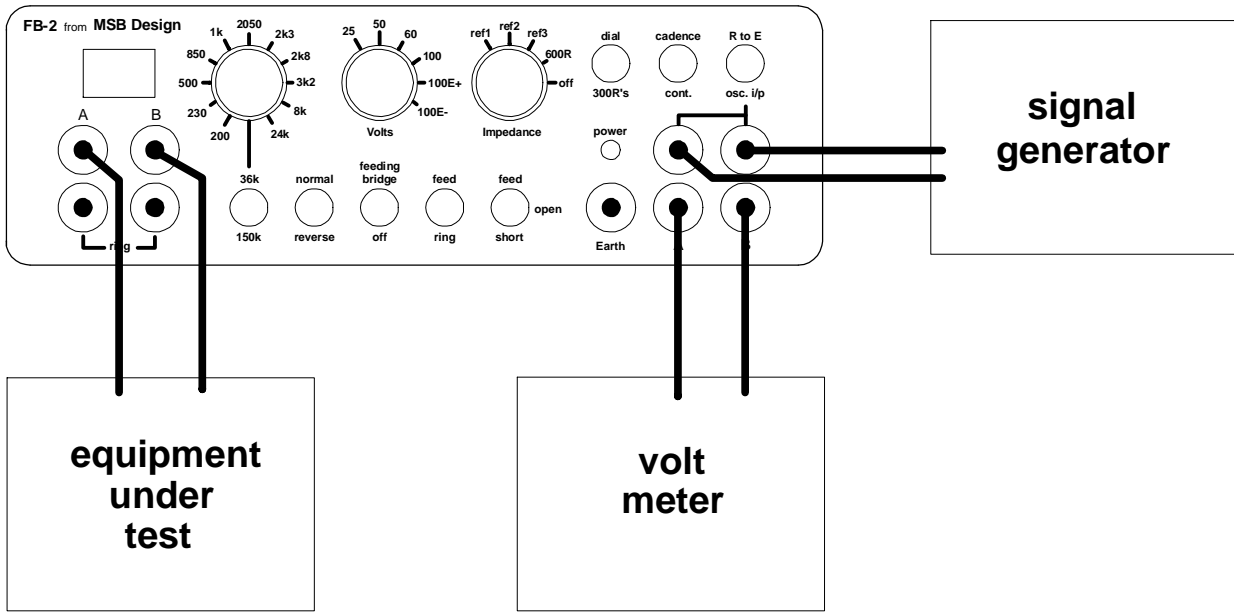 FB-2 from MSB Design
2050
1k
2k3
850
2k8
500
3k2
230
8k
200
24k
25
50
60
100
100E+
100E-
Volts
ref1
ref2
ref3
600R
off
Impedance
dial
cadence
R to E
300R's
cont.
osc. i/p
A
B
power
36k
normal
feeding
bridge
feed
feed
open
150k
reverse
off
ring
short
ring
Earth
A
B
signal
generator
equipment
under
test
volt
meter